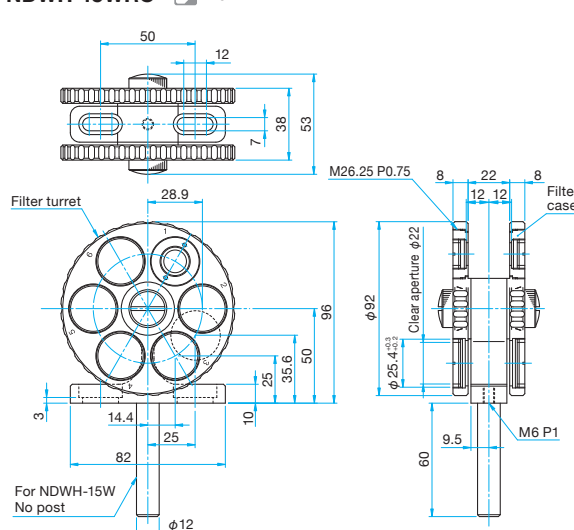 50
12
7
38
53
Filter turret
28.9
M26.25 P0.75
8
22
8
12
12
Filte
case
1
2
3
4
5
6
Clear aperture φ22
φ92
φ25.4 +0.3 -0.2
96
50
35.6
25
10
3
14.4
25
82
9.5
M6 P1
60
For NDWH-15W
No post
φ12